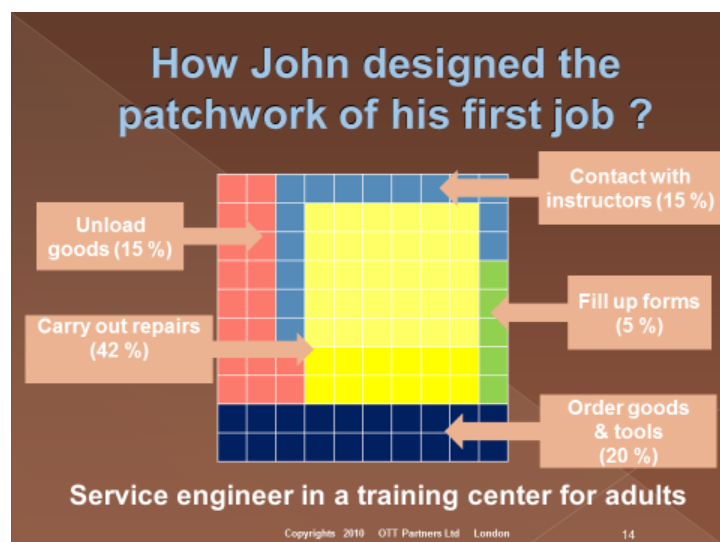 How John designed the
patchwork of his first job ?
Contact with
instructors (15 %)
Unload
goods (15 %)
Fill up forms
(5 %)
Carry out repairs
(42 %)
Order goods
& tools
(20 %)
Service engineer in a training center for adults
Copyrights 2010 OTT Partners Ltd London
14